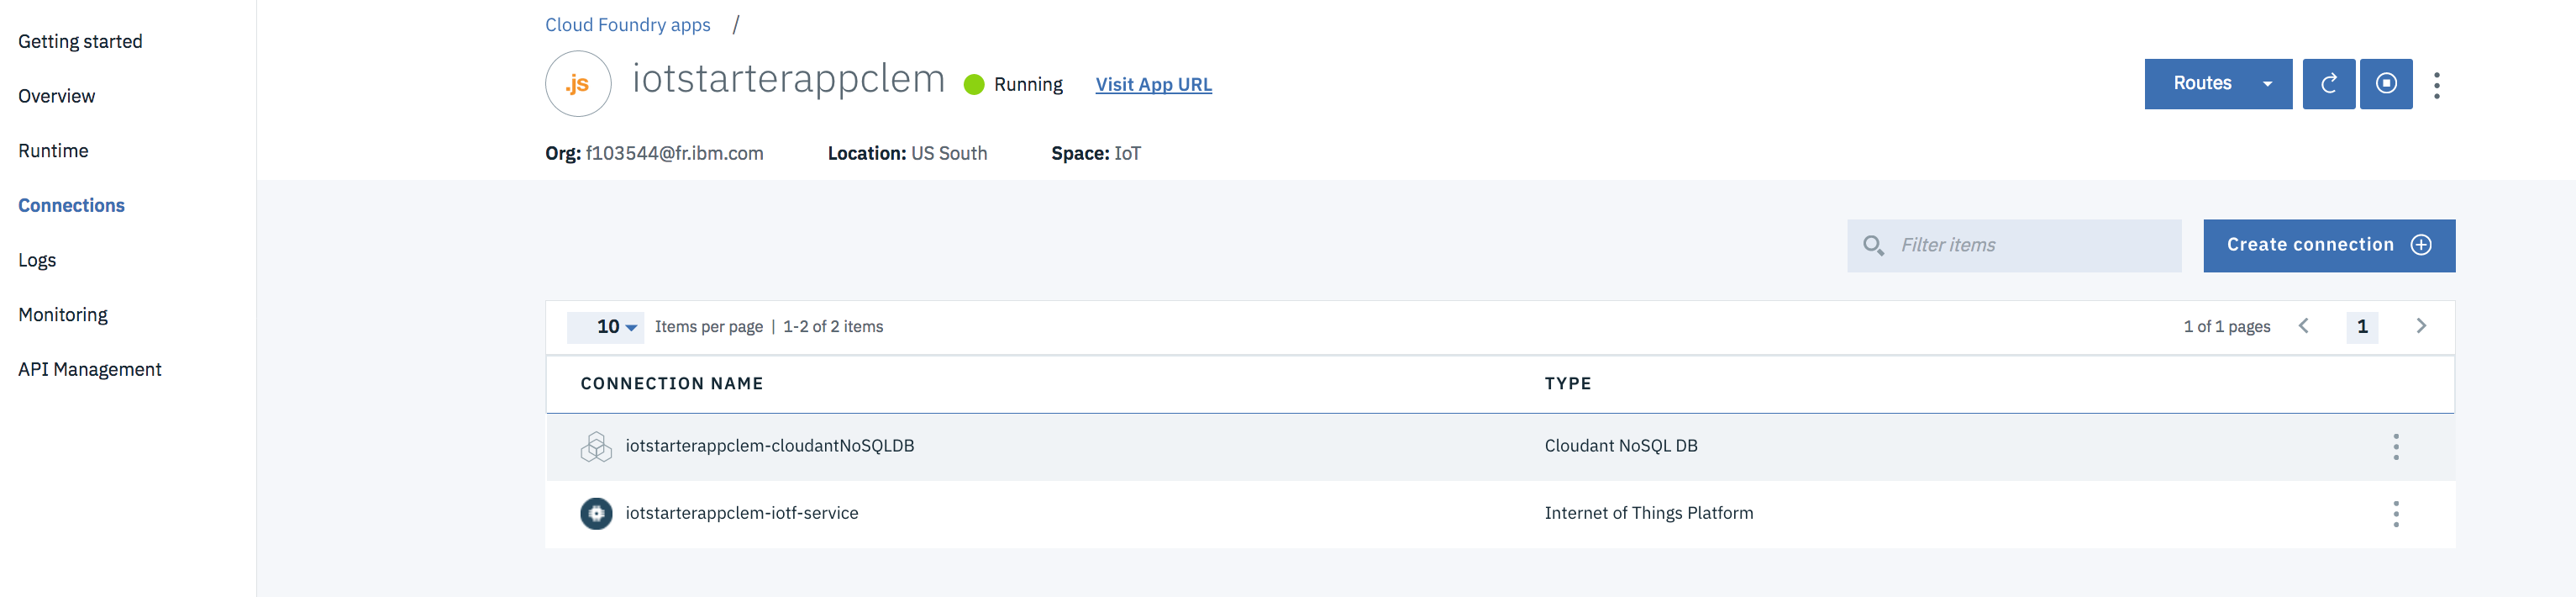 Getting started
Overview
Runtime
Connections
Logs
Monitoring
API Management
Cloud Foundry apps /
.js iotstarterappclem Running Visit App URL
Routes
Org: f103544@fr.ibm.com Location: US South Space: IoT
Filter items
Create connection
10 Items per page | 1-2 of 2 items 1 of 1 pages 1
CONNECTION NAME TYPE
iotstarterappclem-cloudantNoSQLDB Cloudant NoSQL DB
iotstarterappclem-iotf-service Internet of Things Platform